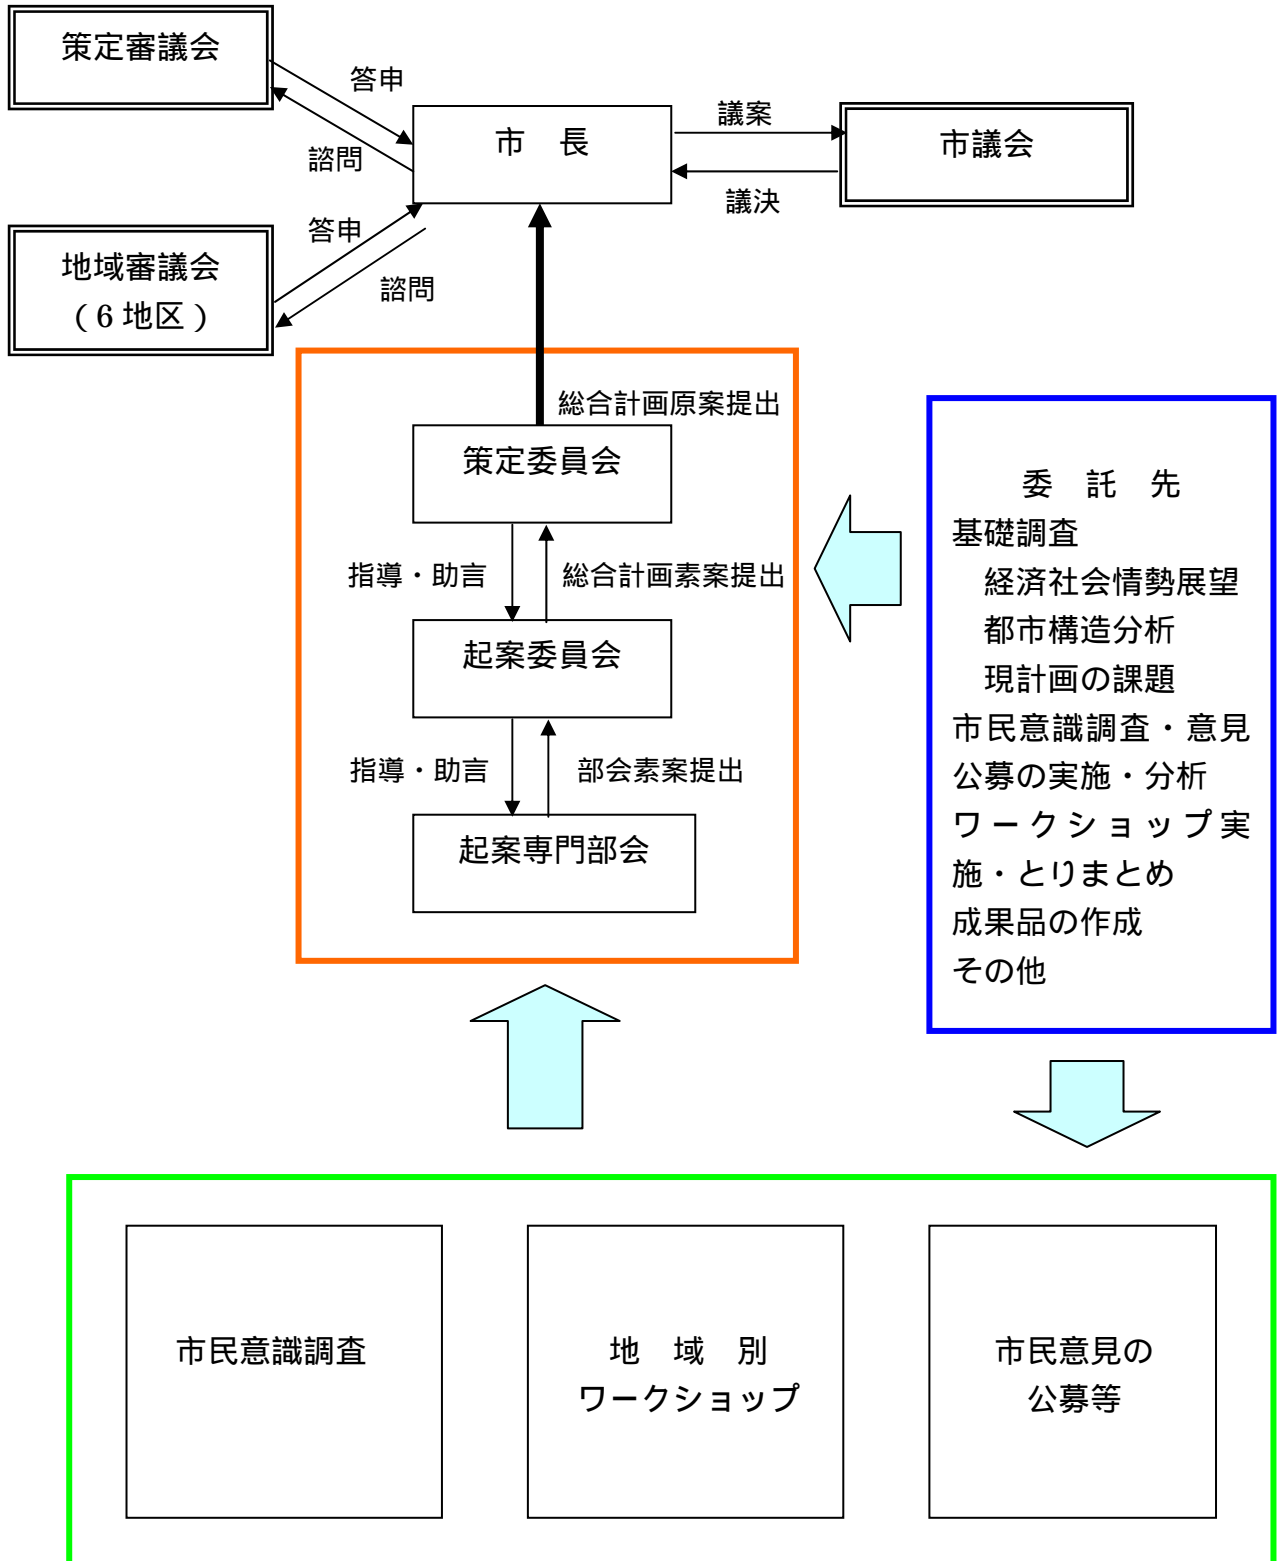 策定審議会
答申
諮問
市　長
議案
議決
市議会
地域審議会
（６地区）
答申
諮問
総合計画原案提出
策定委員会
指導・助言
総合計画素案提出
起案委員会
指導・助言
部会素案提出
起案専門部会
委　託　先
基礎調査
　経済社会情勢展望
　都市構造分析
　現計画の課題
市民意識調査・意見
公募の実施・分析
ワークショップ実
施・とりまとめ
成果品の作成
その他
市民意識調査
地　域　別
ワークショップ
市民意見の
公募等